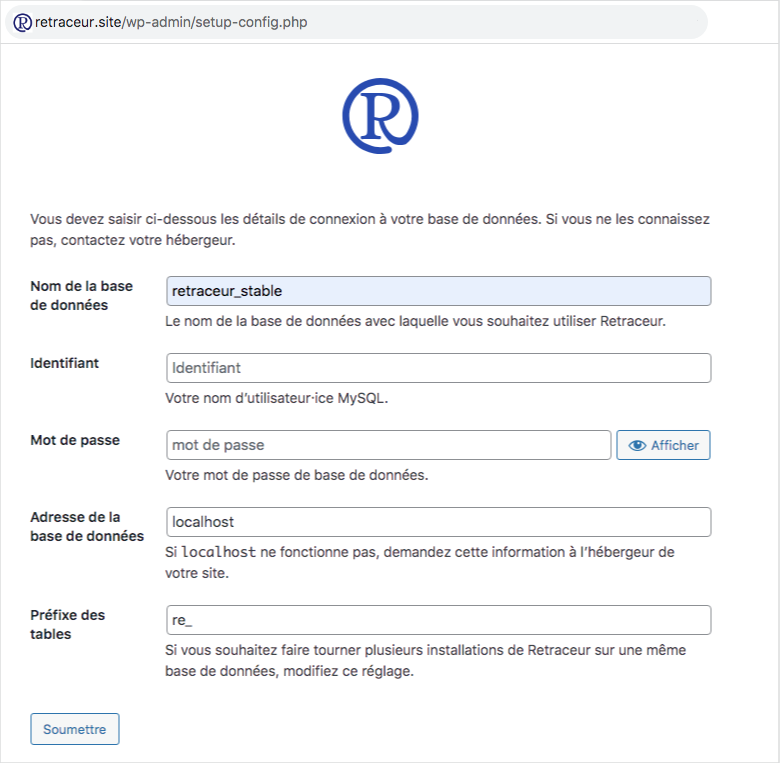 retraceur.site/wp-admin/setup-config.php
R
Vous devez saisir ci-dessous les détails de connexion à votre base de données. Si vous ne les connaissez
pas, contactez votre hébergeur.
Nom de la base
de données
retraceur_stable
Le nom de la base de données avec laquelle vous souhaitez utiliser Retraceur.
Identifiant
Identifiant
Votre nom d’utilisateur·ice MySQL.
Mot de passe
mot de passe
Afficher
Votre mot de passe de base de données.
Adresse de la
base de données
localhost
Si localhost ne fonctionne pas, demandez cette information à l’hébergeur de
votre site.
Préfixe des
tables
re_
Si vous souhaitez faire tourner plusieurs installations de Retraceur sur une même
base de données, modifiez ce réglage.
Soumettre